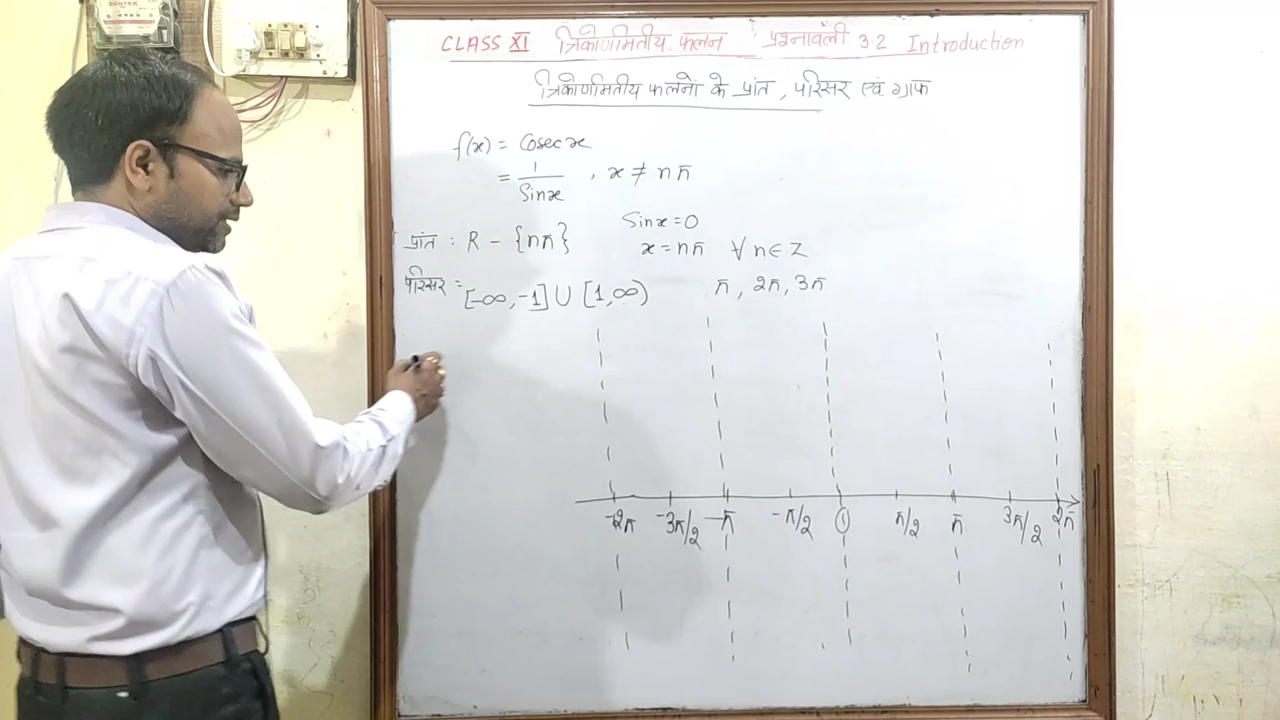 CLASS XI त्रिकोणमितीय फलन प्रश्नावली 3.2 Introduction
त्रिकोणमितीय फलनों के प्रांत, परिसर एवं ग्राफ
f(x) = Cosec x
= 1/Sinx , x ≠ nπ
Sinx = 0
प्रांत : R - {nπ} x = nπ ∀ n ∈ Z
परिसर = [-∞, -1] ∪ [1, ∞) π, 2π, 3π
-2π -3π/2 -π -π/2 π/2 π 3π/2 2π